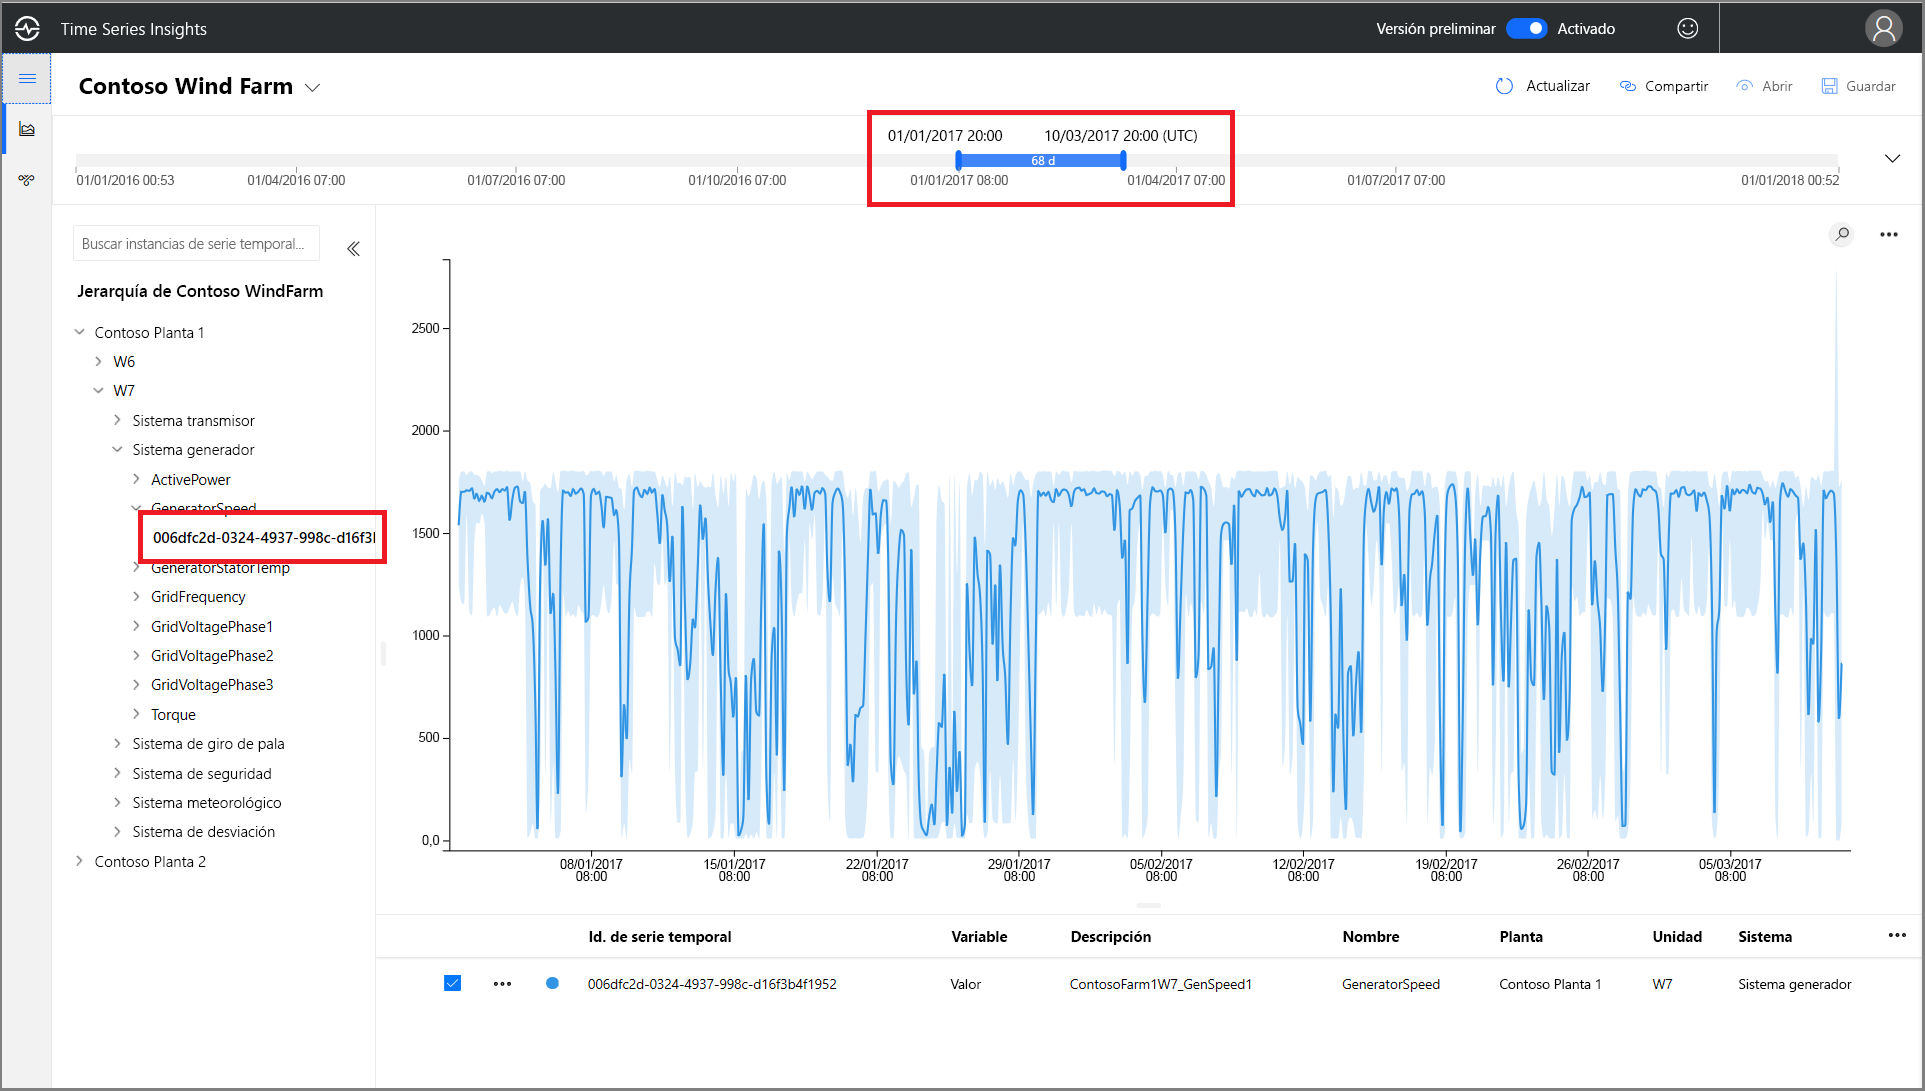 Time Series Insights
Versión preliminar
Activado
Contoso Wind Farm
Actualizar
Compartir
Abrir
Guardar
01/01/2017 20:00
10/03/2017 20:00 (UTC)
68 d
01/01/2016 00:53
01/04/2016 07:00
01/07/2016 07:00
01/10/2016 07:00
01/01/2017 08:00
01/04/2017 07:00
01/07/2017 07:00
01/01/2018 00:52
Buscar instancias de serie temporal...
Jerarquía de Contoso WindFarm
Contoso Planta 1
W6
W7
Sistema transmisor
Sistema generador
ActivePower
GeneratorSpeed
006dfc2d-0324-4937-998c-d16f3
GeneratorStatorTemp
GridFrequency
GridVoltagePhase1
GridVoltagePhase2
GridVoltagePhase3
Torque
Sistema de giro de pala
Sistema de seguridad
Sistema meteorológico
Sistema de desviación
Contoso Planta 2
2500
2000
1500
1000
500
0,0
08/01/2017
08:00
15/01/2017
08:00
22/01/2017
08:00
29/01/2017
08:00
05/02/2017
08:00
12/02/2017
08:00
19/02/2017
08:00
26/02/2017
08:00
05/03/2017
08:00
Id. de serie temporal
Variable
Descripción
Nombre
Planta
Unidad
Sistema
006dfc2d-0324-4937-998c-d16f3b4f1952
Valor
ContosoFarm1W7_GenSpeed1
GeneratorSpeed
Contoso Planta 1
W7
Sistema generador